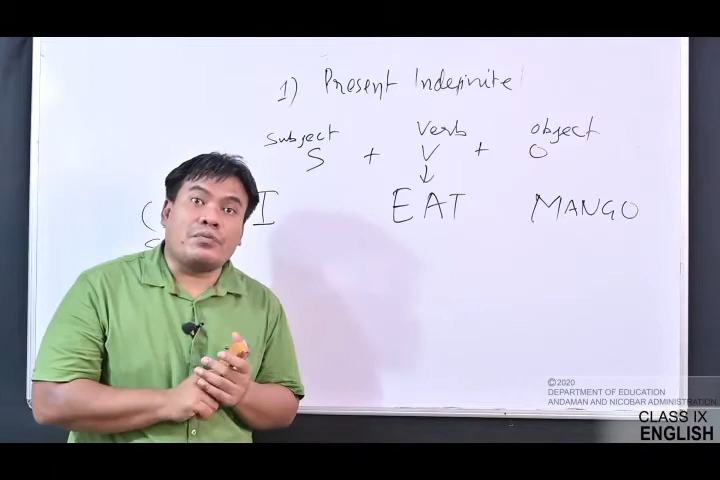 1) Present Indefinite
Subject Verb object
S + V + O
↓
I EAT MANGO
©2020
DEPARTMENT OF EDUCATION
ANDAMAN AND NICOBAR ADMINISTRATION
CLASS IX
ENGLISH